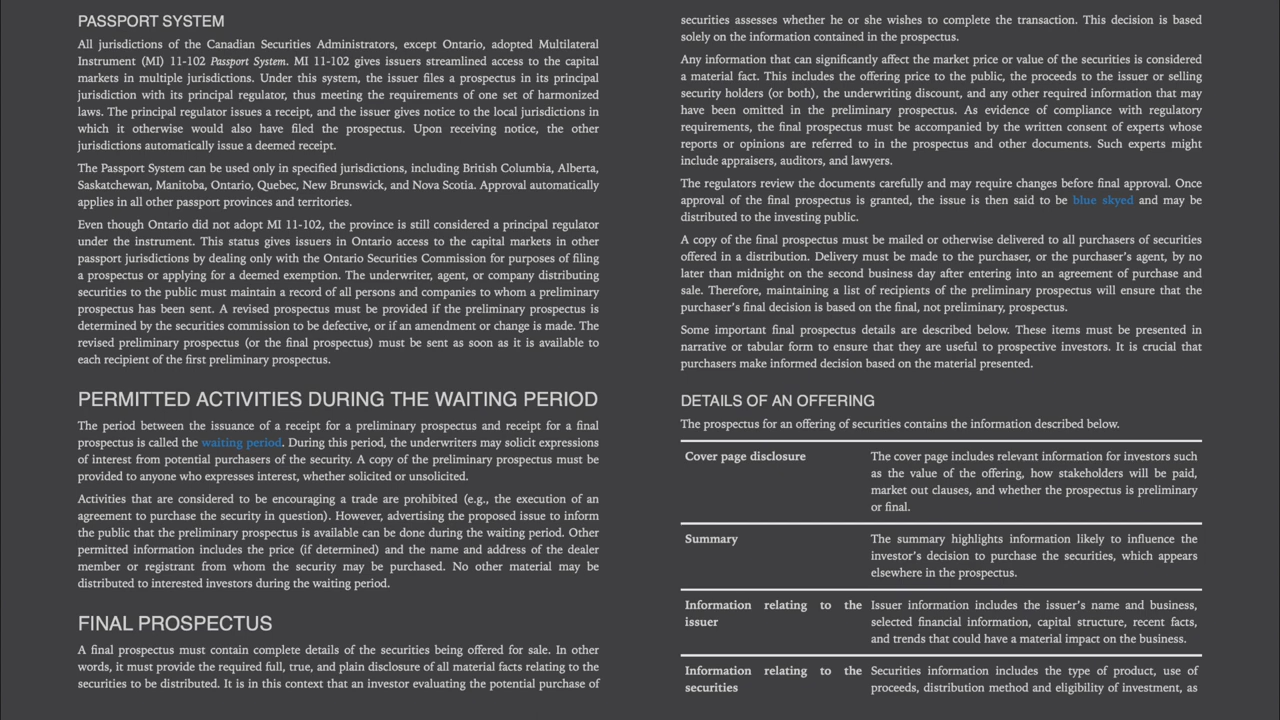 PASSPORT SYSTEM
All jurisdictions of the Canadian Securities Administrators, except Ontario, adopted Multilateral
Instrument (MI) 11-102 Passport System. MI 11-102 gives issuers streamlined access to the capital
markets in multiple jurisdictions. Under this system, the issuer files a prospectus in its principal
jurisdiction with its principal regulator, thus meeting the requirements of one set of harmonized
laws. The principal regulator issues a receipt, and the issuer gives notice to the local jurisdictions in
which it otherwise would also have filed the prospectus. Upon receiving notice, the other
jurisdictions automatically issue a deemed receipt.
The Passport System can be used only in specified jurisdictions, including British Columbia, Alberta,
Saskatchewan, Manitoba, Ontario, Quebec, New Brunswick, and Nova Scotia. Approval automatically
applies in all other passport provinces and territories.
Even though Ontario did not adopt MI 11-102, the province is still considered a principal regulator
under the instrument. This status gives issuers in Ontario access to the capital markets in other
passport jurisdictions by dealing only with the Ontario Securities Commission for purposes of filing
a prospectus or applying for a deemed exemption. The underwriter, agent, or company distributing
securities to the public must maintain a record of all persons and companies to whom a preliminary
prospectus has been sent. A revised prospectus must be provided if the preliminary prospectus is
determined by the securities commission to be defective, or if an amendment or change is made. The
revised preliminary prospectus (or the final prospectus) must be sent as soon as it is available to
each recipient of the first preliminary prospectus.
PERMITTED ACTIVITIES DURING THE WAITING PERIOD
The period between the issuance of a receipt for a preliminary prospectus and receipt for a final
prospectus is called the waiting period. During this period, the underwriters may solicit expressions
of interest from potential purchasers of the security. A copy of the preliminary prospectus must be
provided to anyone who expresses interest, whether solicited or unsolicited.
Activities that are considered to be encouraging a trade are prohibited (e.g., the execution of an
agreement to purchase the security in question). However, advertising the proposed issue to inform
the public that the preliminary prospectus is available can be done during the waiting period. Other
permitted information includes the price (if determined) and the name and address of the dealer
member or registrant from whom the security may be purchased. No other material may be
distributed to interested investors during the waiting period.
FINAL PROSPECTUS
A final prospectus must contain complete details of the securities being offered for sale. In other
words, it must provide the required full, true, and plain disclosure of all material facts relating to the
securities to be distributed. It is in this context that an investor evaluating the potential purchase of
securities assesses whether he or she wishes to complete the transaction. This decision is based
solely on the information contained in the prospectus.
Any information that can significantly affect the market price or value of the securities is considered
a material fact. This includes the offering price to the public, the proceeds to the issuer or selling
security holders (or both), the underwriting discount, and any other required information that may
have been omitted in the preliminary prospectus. As evidence of compliance with regulatory
requirements, the final prospectus must be accompanied by the written consent of experts whose
reports or opinions are referred to in the prospectus and other documents. Such experts might
include appraisers, auditors, and lawyers.
The regulators review the documents carefully and may require changes before final approval. Once
approval of the final prospectus is granted, the issue is then said to be blue skyed and may be
distributed to the investing public.
A copy of the final prospectus must be mailed or otherwise delivered to all purchasers of securities
offered in a distribution. Delivery must be made to the purchaser, or the purchaser's agent, by no
later than midnight on the second business day after entering into an agreement of purchase and
sale. Therefore, maintaining a list of recipients of the preliminary prospectus will ensure that the
purchaser's final decision is based on the final, not preliminary, prospectus.
Some important final prospectus details are described below. These items must be presented in
narrative or tabular form to ensure that they are useful to prospective investors. It is crucial that
purchasers make informed decision based on the material presented.
DETAILS OF AN OFFERING
The prospectus for an offering of securities contains the information described below.
Cover page disclosure
The cover page includes relevant information for investors such
as the value of the offering, how stakeholders will be paid,
market out clauses, and whether the prospectus is preliminary
or final.
Summary
The summary highlights information likely to influence the
investor's decision to purchase the securities, which appears
elsewhere in the prospectus.
Information relating to the
issuer
Issuer information includes the issuer's name and business,
selected financial information, capital structure, recent facts,
and trends that could have a material impact on the business.
Information relating to the
securities
Securities information includes the type of product, use of
proceeds, distribution method and eligibility of investment, as